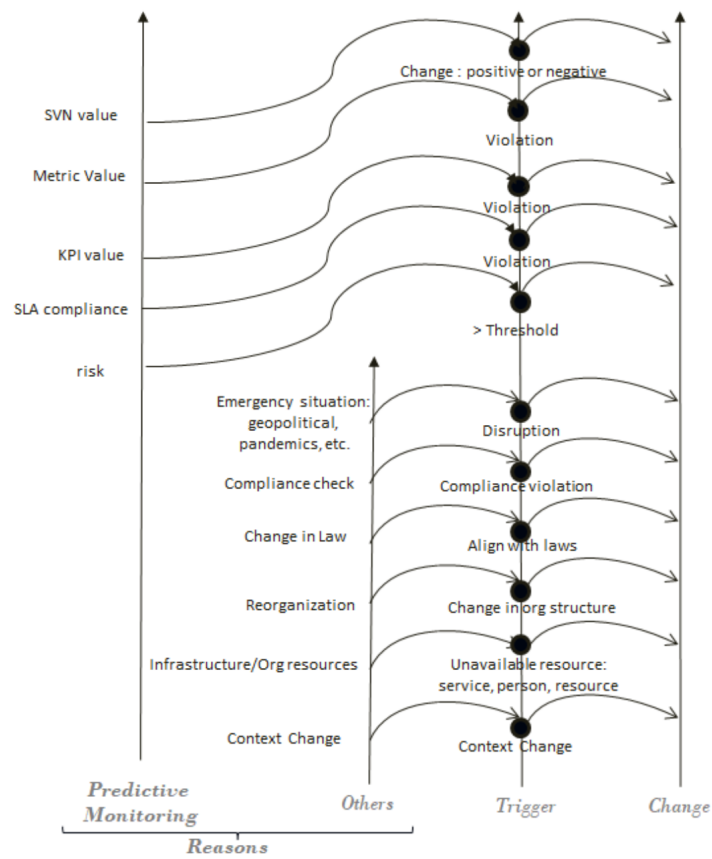 Change : positive or negative
SVN value
Violation
Metric Value
Violation
KPI value
Violation
SLA compliance
> Threshold
risk
Emergency situation:
geopolitical,
pandemics, etc.
Disruption
Compliance check
Compliance violation
Change in Law
Align with laws
Reorganization
Change in org structure
Infrastructure/Org resources
Unavailable resource:
service, person, resource
Context Change
Context Change
Predictive
Monitoring
Others
Trigger
Change
Reasons